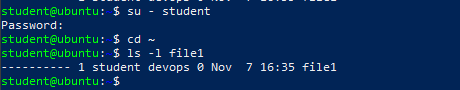 student@ubuntu:~$ su - student
Password:
student@ubuntu:~$ cd ~
student@ubuntu:~$ ls -l file1
---------- 1 student devops 0 Nov  7 16:35 file1
student@ubuntu:~$